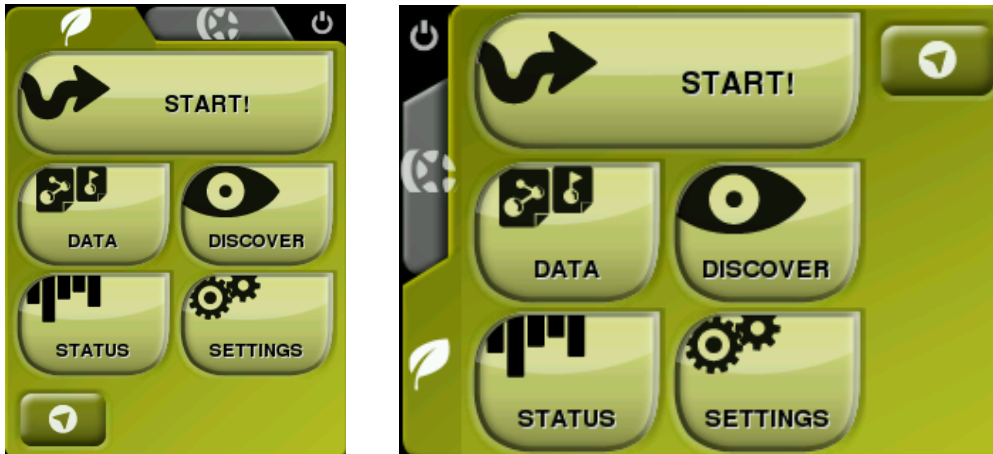 START!
DATA
DISCOVER
STATUS
SETTINGS
START!
DATA
DISCOVER
STATUS
SETTINGS